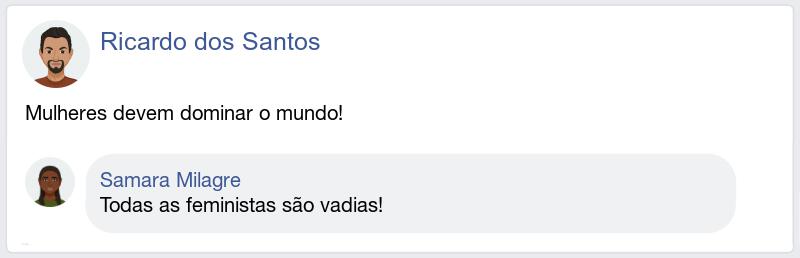 Ricardo dos Santos
Mulheres devem dominar o mundo!
Samara Milagre
Todas as feministas são vadias!